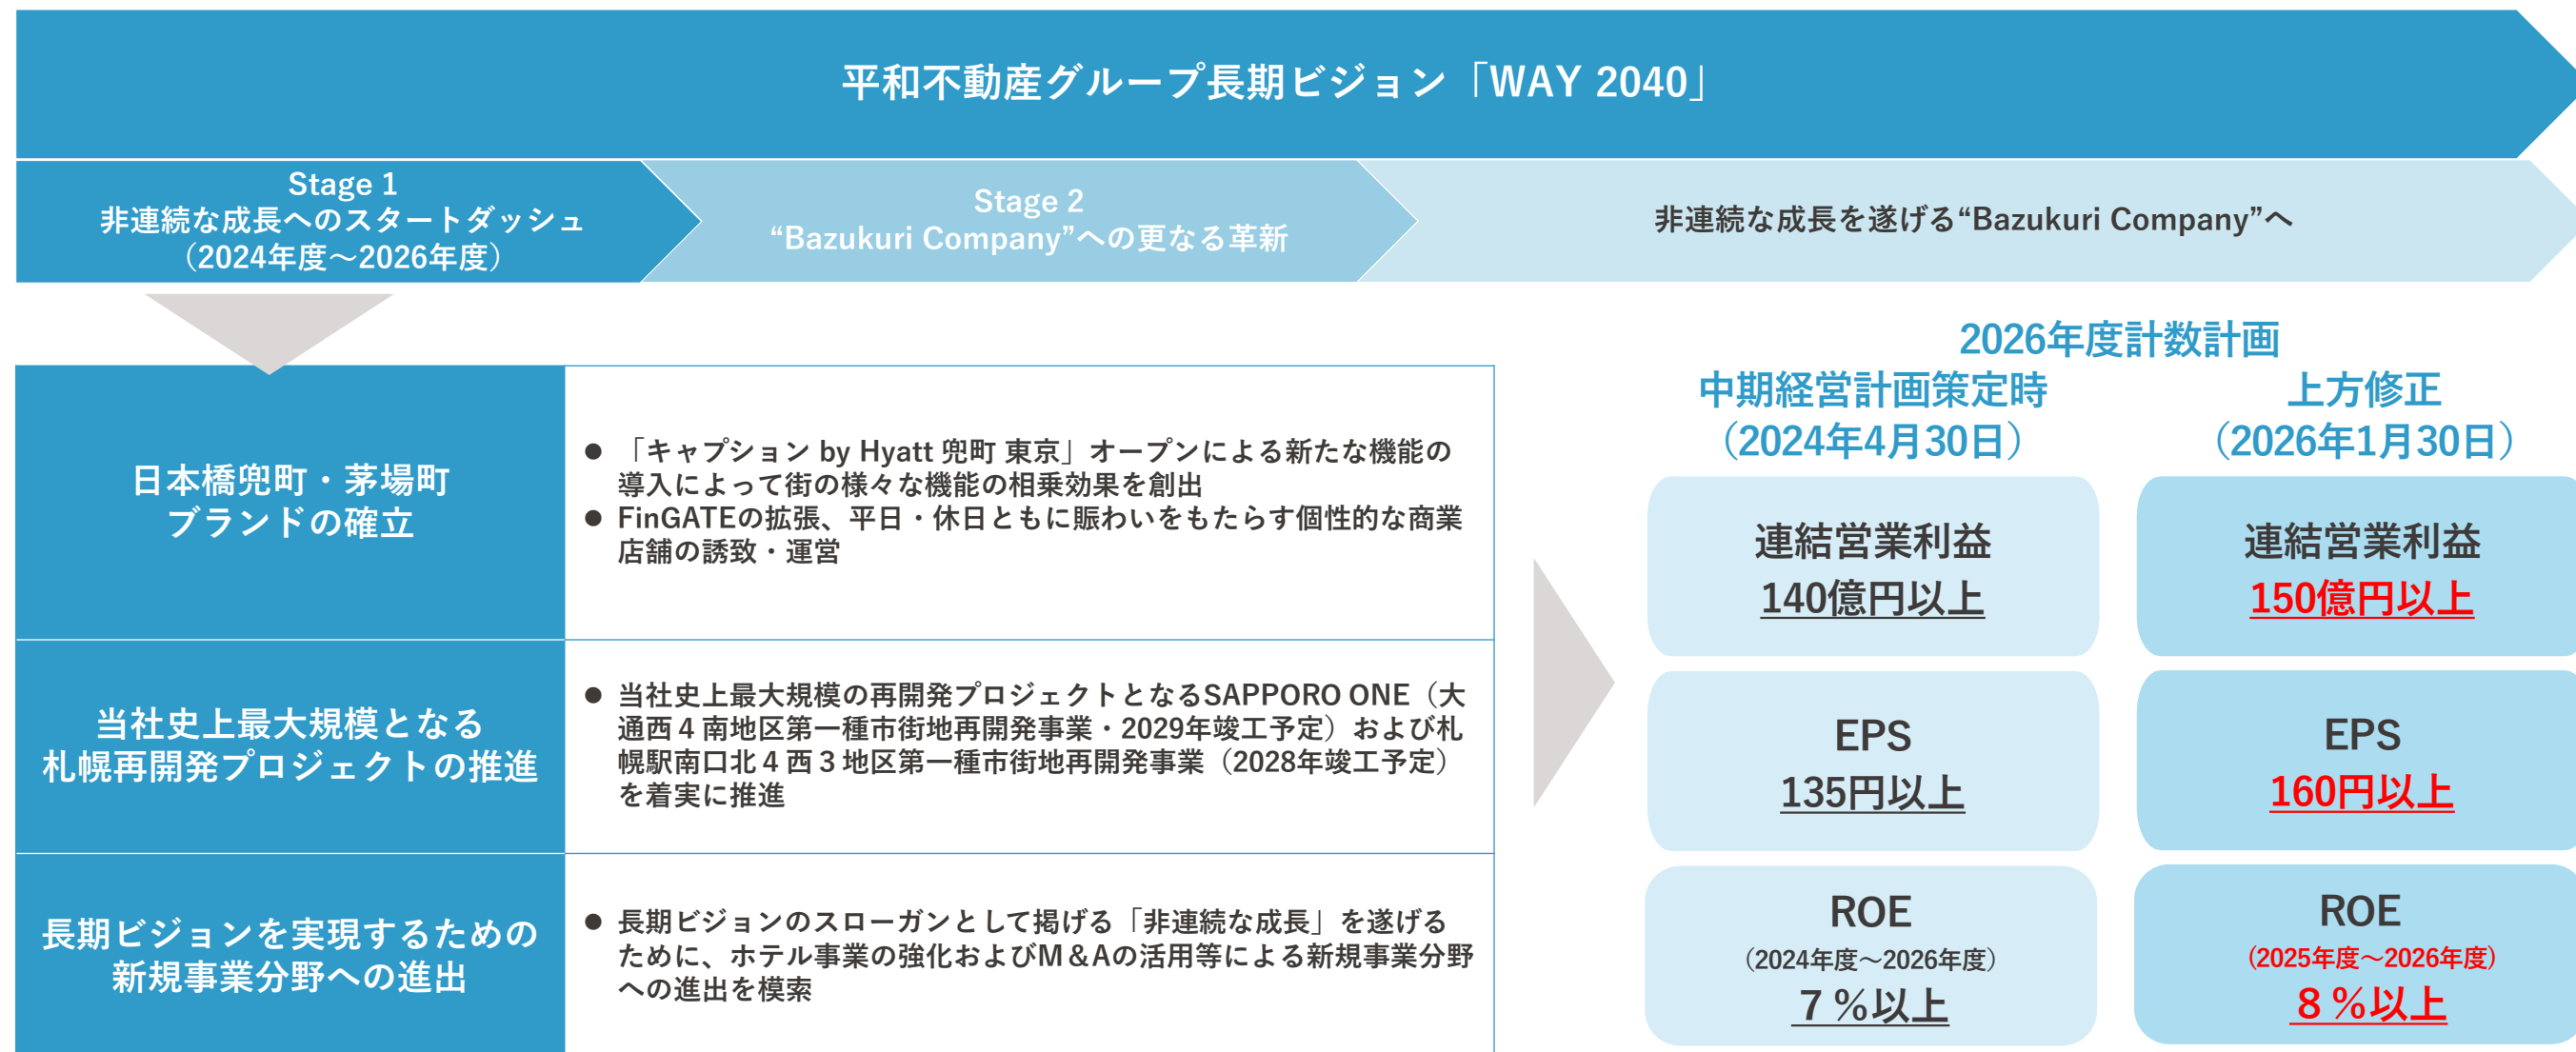 平和不動産グループ長期ビジョン「WAY 2040」
Stage 1
非連続な成長へのスタートダッシュ
（2024年度～2026年度）
Stage 2
“Bazukuri Company”への更なる革新
非連続な成長を遂げる“Bazukuri Company”へ
日本橋兜町・茅場町
ブランドの確立
● 「キャプション by Hyatt 兜町 東京」オープンによる新たな機能の
導入によって街の様々な機能の相乗効果を創出
● FinGATEの拡張、平日・休日ともに賑わいをもたらす個性的な商業
店舗の誘致・運営
当社史上最大規模となる
札幌再開発プロジェクトの推進
● 当社史上最大規模の再開発プロジェクトとなるSAPPORO ONE（大
通西４南地区第一種市街地再開発事業・2029年竣工予定）および札
幌駅南口北４西３地区第一種市街地再開発事業（2028年竣工予定）
を着実に推進
長期ビジョンを実現するための
新規事業分野への進出
● 長期ビジョンのスローガンとして掲げる「非連続な成長」を遂げる
ために、ホテル事業の強化およびM＆Aの活用等による新規事業分野
への進出を模索
2026年度計数計画
中期経営計画策定時
（2024年4月30日）
連結営業利益
140億円以上
EPS
135円以上
ROE
（2024年度～2026年度）
７％以上
上方修正
（2026年1月30日）
連結営業利益
150億円以上
EPS
160円以上
ROE
（2025年度～2026年度）
８％以上